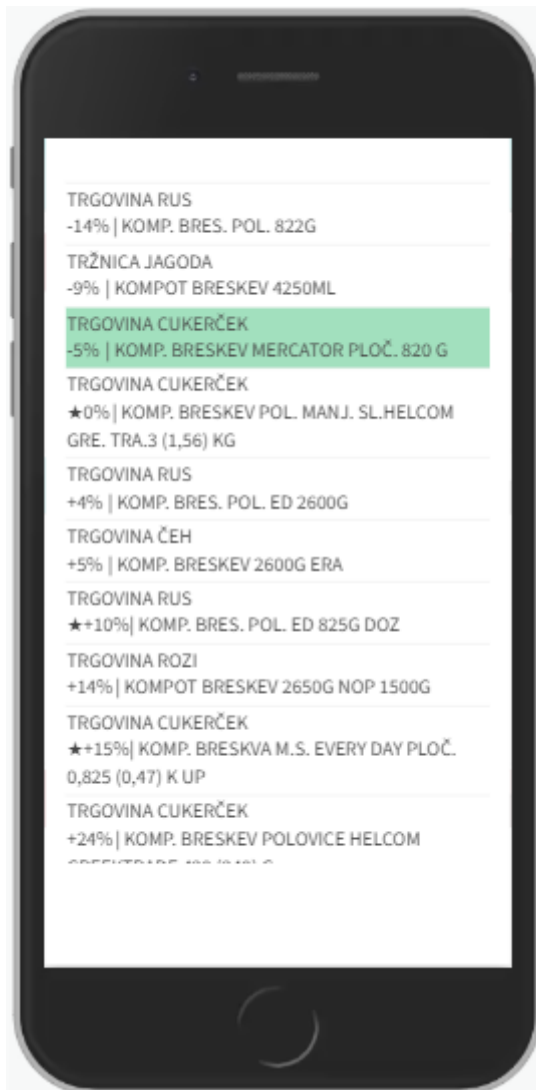 TRGOVINA RUS
-14% | KOMP. BRES. POL. 822G
TRŽNICA JAGODA
-9% | KOMPOT BRESKEV 4250ML
TRGOVINA CUKERČEK
-5% | KOMP. BRESKEV MERCATOR PLOČ. 820 G
TRGOVINA CUKERČEK
★0% | KOMP. BRESKEV POL. MANJ. SL.HELCOM
GRE. TRA.3 (1,56) KG
TRGOVINA RUS
+4% | KOMP. BRES. POL. ED 2600G
TRGOVINA ČEH
+5% | KOMP. BRESKEV 2600G ERA
TRGOVINA RUS
★+10%| KOMP. BRES. POL. ED 825G DOZ
TRGOVINA ROZI
+14% | KOMPOT BRESKEV 2650G NOP 1500G
TRGOVINA CUKERČEK
★+15%| KOMP. BRESKVA M.S. EVERY DAY PLOČ.
0,825 (0,47) K UP
TRGOVINA CUKERČEK
+24% | KOMP. BRESKEV POLOVICE HELCOM